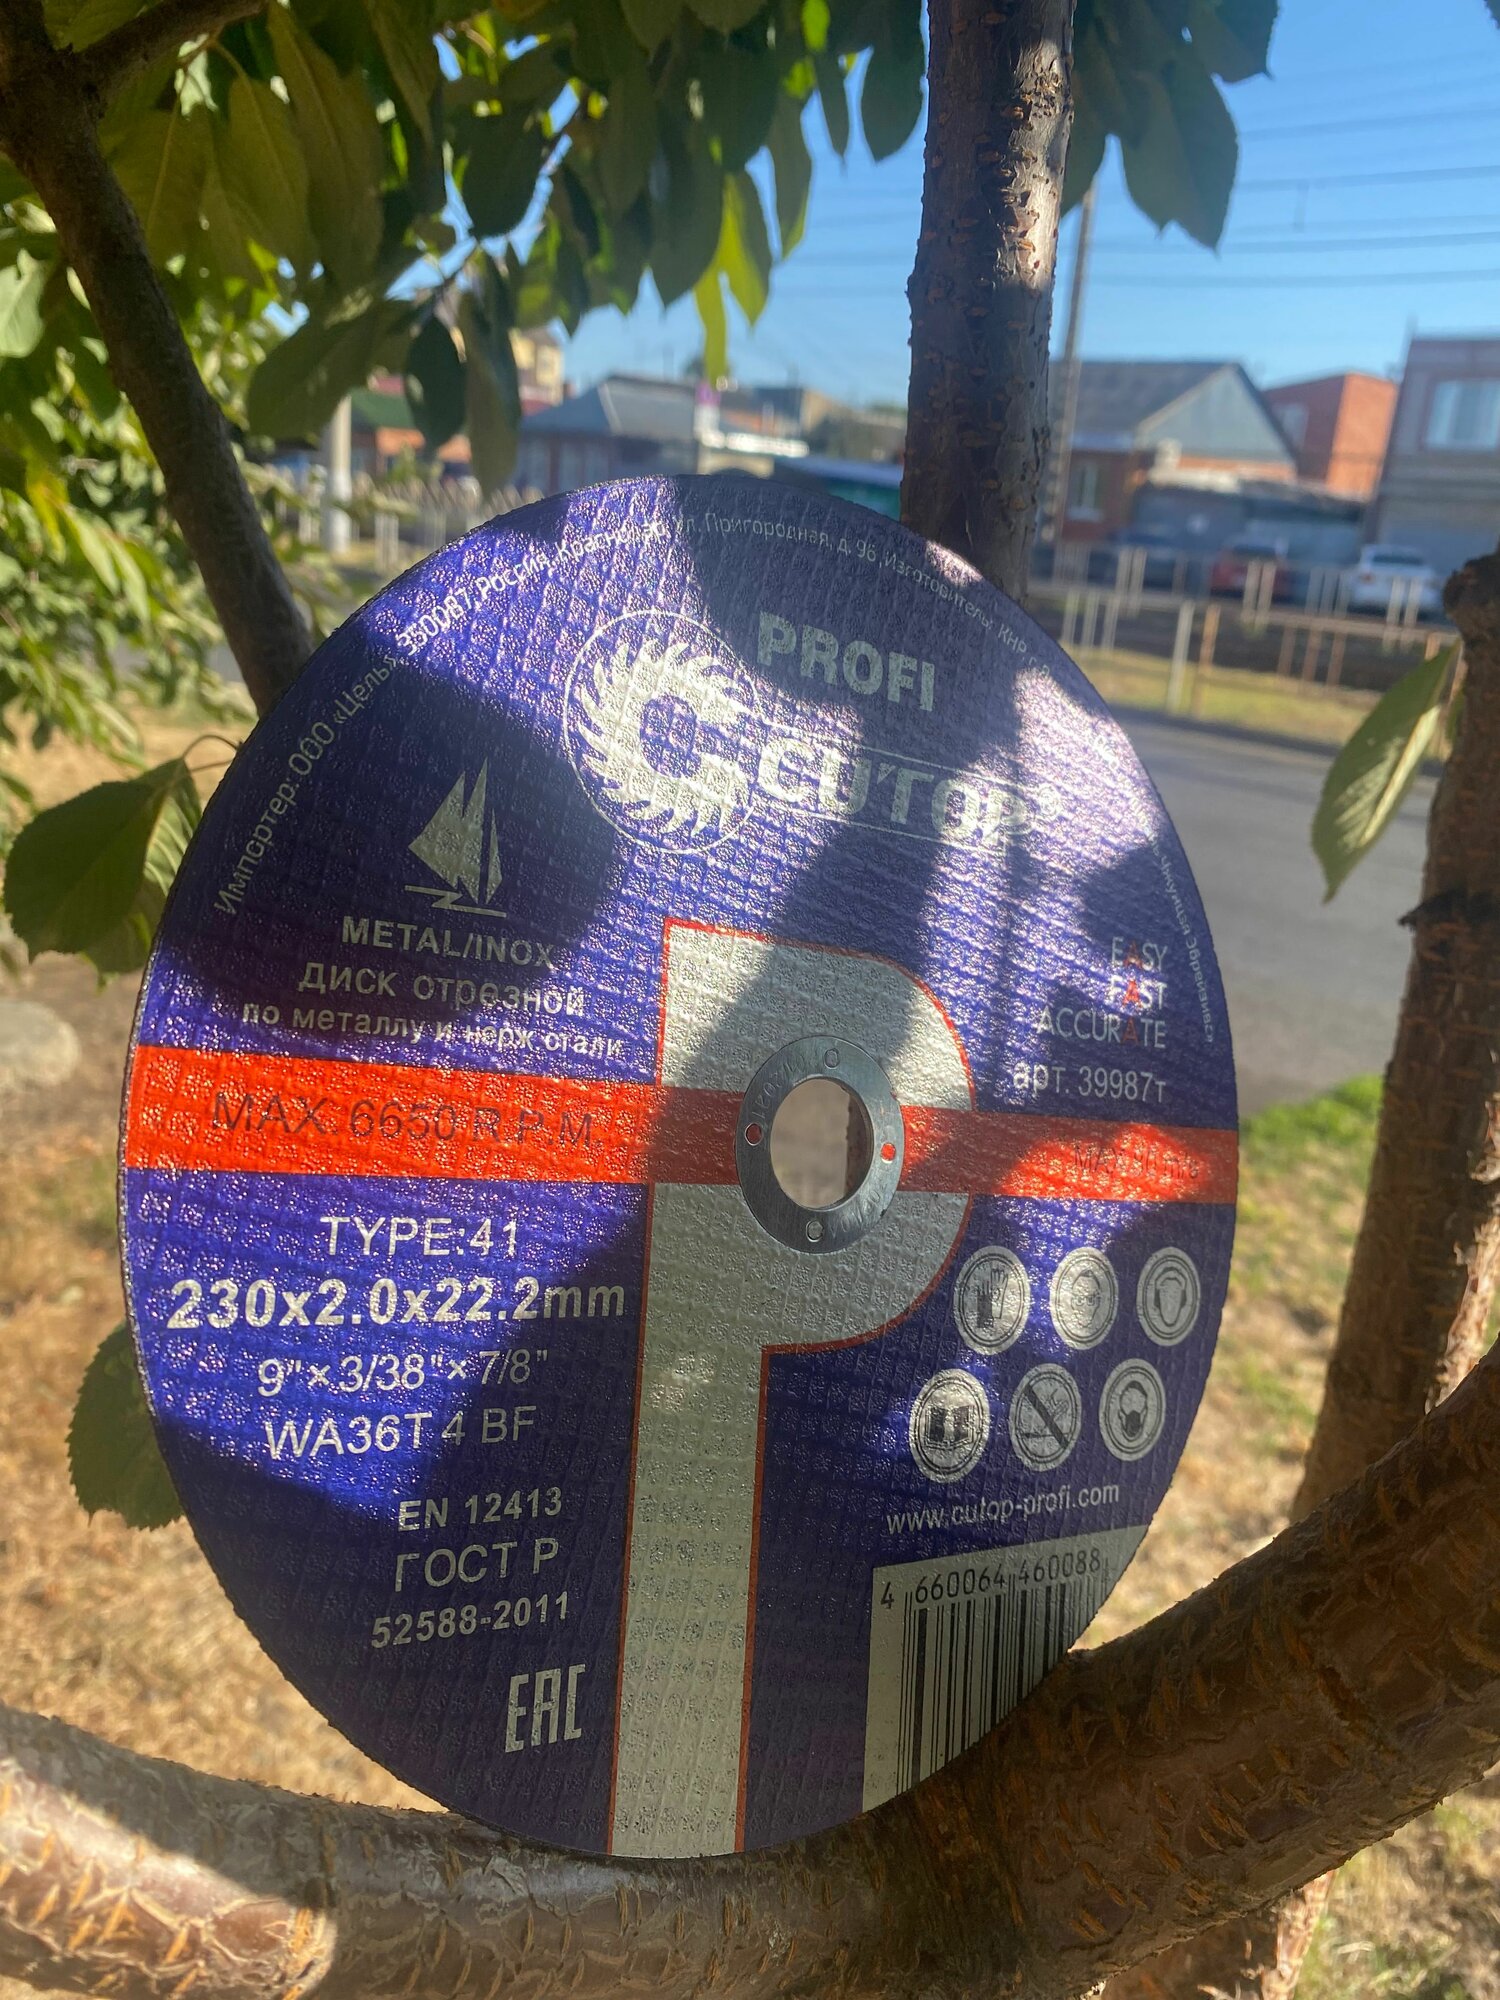 Импортер: ООО «Цельс», 350087, Россия, Краснодар, ул. Пригородная, д. 96, Изготовитель: КНР, г.
PROFI
CUTOP®
METAL/INOX
диск отрезной
по металлу и нерж стали
EASY
FAST
ACCURATE
арт. 39987т
MAX. 6650 R.P.M.
MAX m/s
TYPE:41
230x2.0x22.2mm
9"×3/38"×7/8"
WA36T 4 BF
EN 12413
ГОСТ Р
52588-2011
EAC
www.cutop-profi.com
4 660064 460088